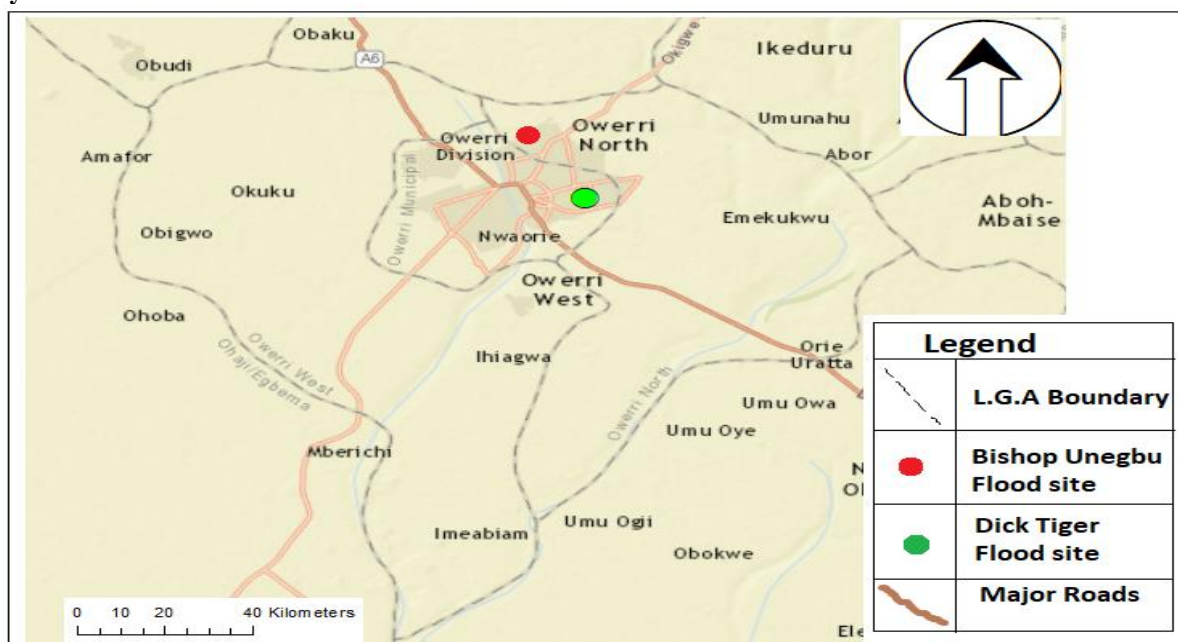 Obaku
Ikeduru
Okigwe
A6
Obudi
Umunahu
Owerri
North
Owerri
Division
Amafor
Abor
Okuku
Owerri Municipal
Aboh-
Mbaise
Emekukwu
Obigwo
Nwaorie
Owerri
West
Ohoba
Owerri West
Ohaji/Egbema
Ihiagwa
Orie
Uratta
Owerri North
Umu Owa
Umu Oye
Mberichi
Imeabiam
Umu Ogii
Obokwe
Ele
0 10 20 40 Kilometers
Legend
L.G.A Boundary
Bishop Unegbu
Flood site
Dick Tiger
Flood site
Major Roads